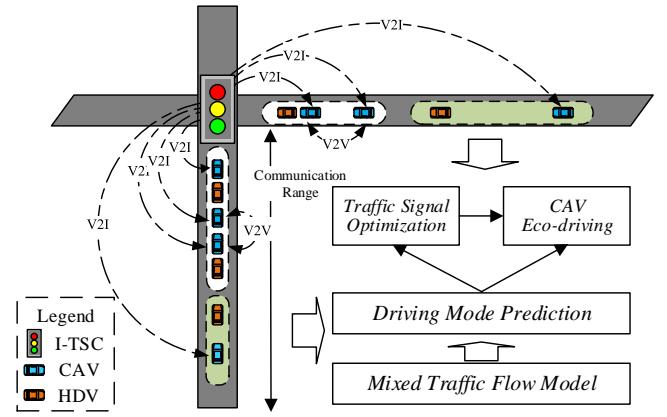 V2I
V2I
V2I
V2I
V2I
V2I
V2I
V2V
V2V
Communication
Range
Traffic Signal
Optimization
CAV
Eco-driving
Driving Mode Prediction
Mixed Traffic Flow Model
Legend
I-TSC
CAV
HDV